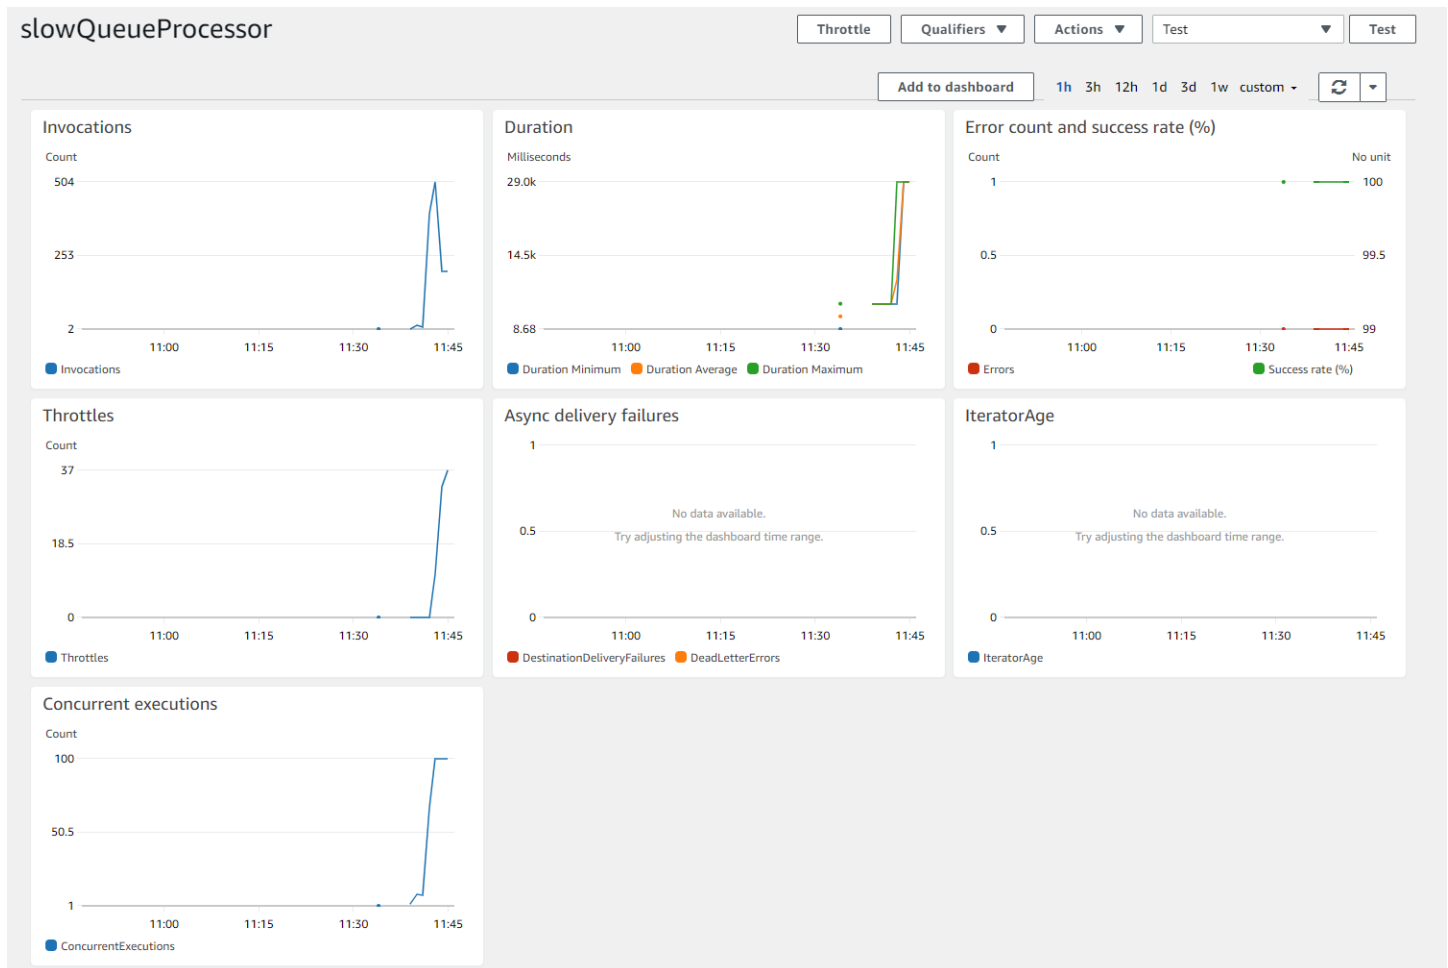 slowQueueProcessor
Throttle
Qualifiers
Actions
Test
Test
Add to dashboard
1h 3h 12h 1d 3d 1w custom
Invocations
Count
504
253
2
11:00 11:15 11:30 11:45
Invocations
Duration
Milliseconds
29.0k
14.5k
8.68
11:00 11:15 11:30 11:45
Duration Minimum Duration Average Duration Maximum
Error count and success rate (%)
Count No unit
1 100
0.5 99.5
0 99
11:00 11:15 11:30 11:45
Errors Success rate (%)
Throttles
Count
37
18.5
0
11:00 11:15 11:30 11:45
Throttles
Async delivery failures
1
No data available.
0.5
Try adjusting the dashboard time range.
0
11:00 11:15 11:30 11:45
DestinationDeliveryFailures DeadLetterErrors
IteratorAge
1
No data available.
0.5
Try adjusting the dashboard time range.
0
11:00 11:15 11:30 11:45
IteratorAge
Concurrent executions
Count
100
50.5
1
11:00 11:15 11:30 11:45
ConcurrentExecutions